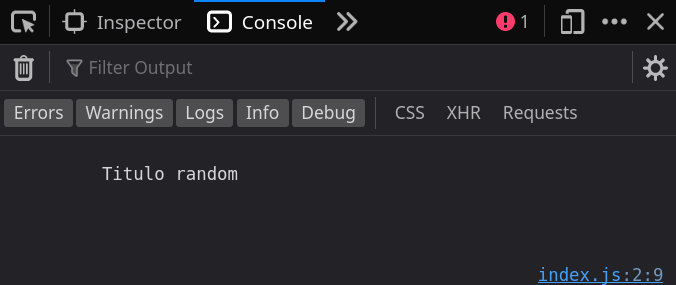 Inspector Console 1
Filter Output
Errors Warnings Logs Info Debug CSS XHR Requests
Titulo random
index.js:2:9